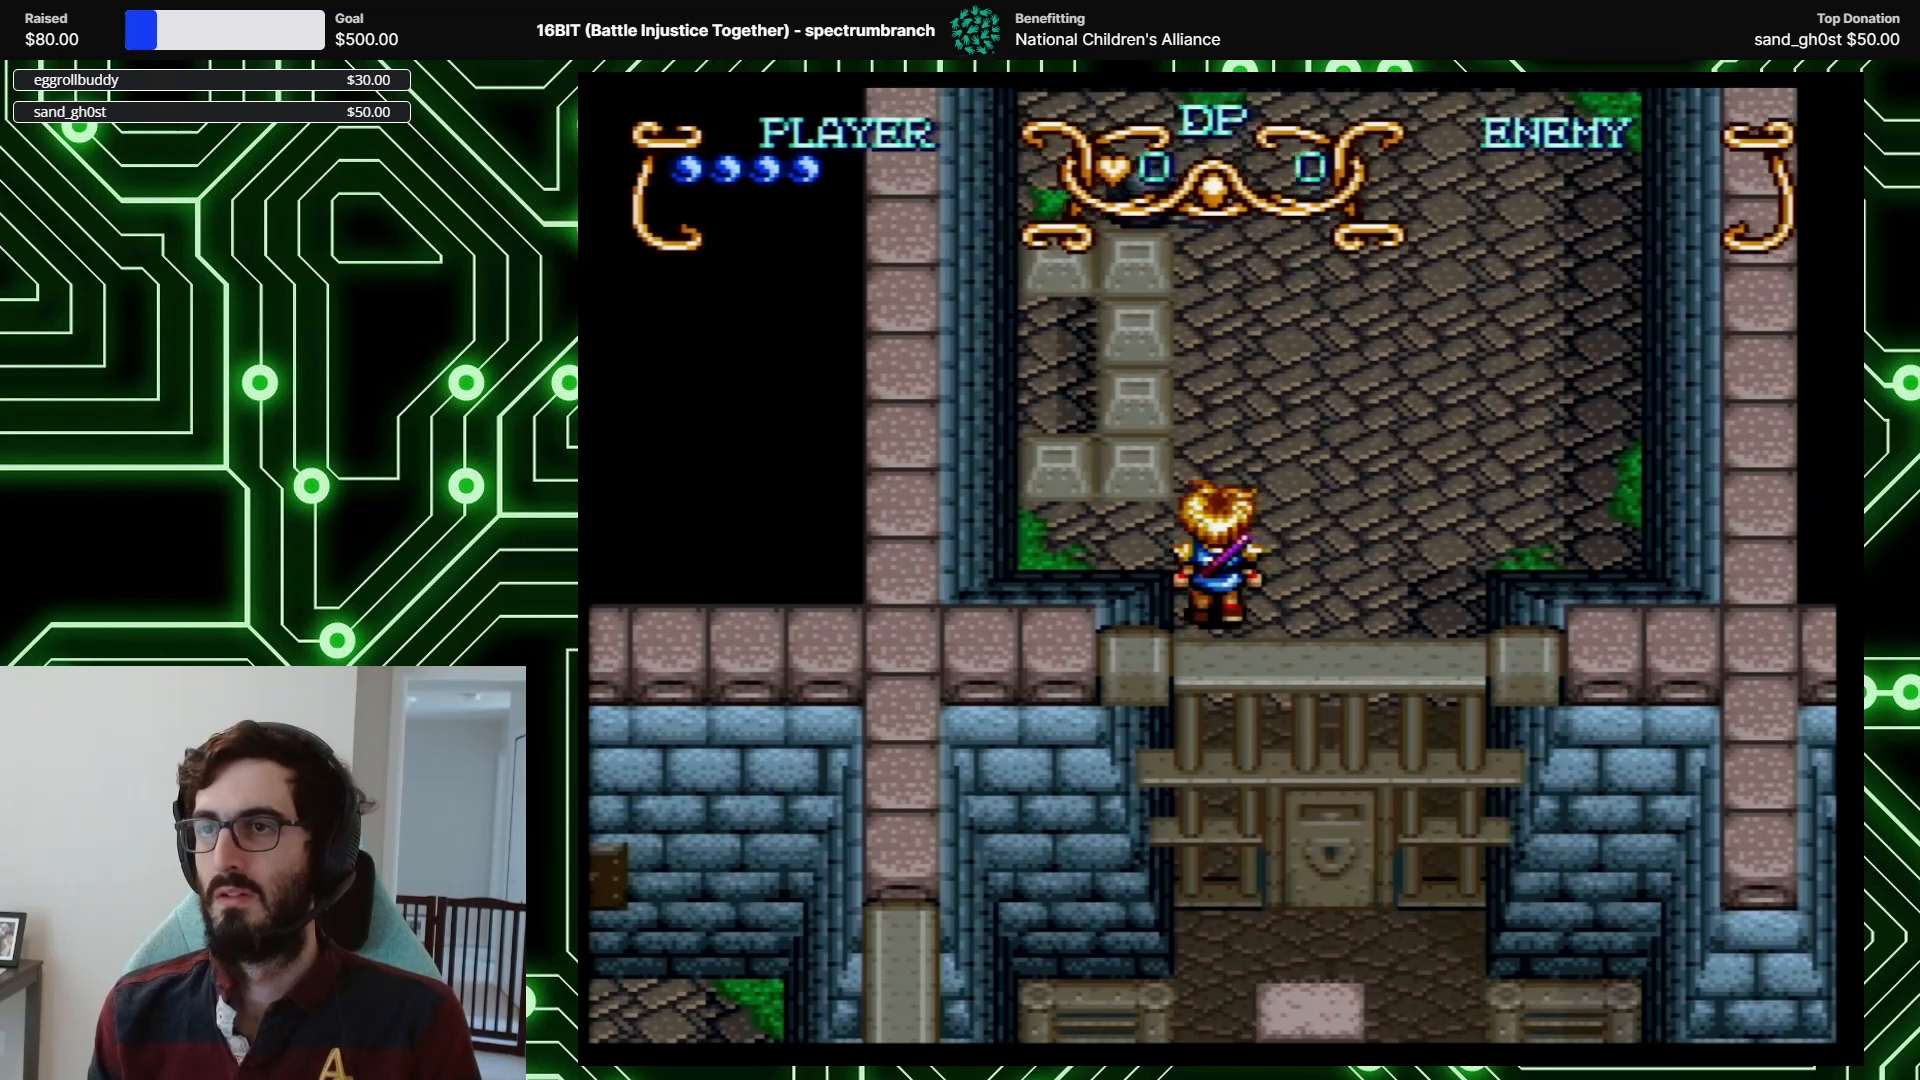 Raised
$80.00
Goal
$500.00
16BIT (Battle Injustice Together) - spectrumbranch
Benefitting
National Children's Alliance
Top Donation
sand_gh0st $50.00
eggrollbuddy $30.00
sand_gh0st $50.00
PLAYER
DP
ENEMY
0
0
A